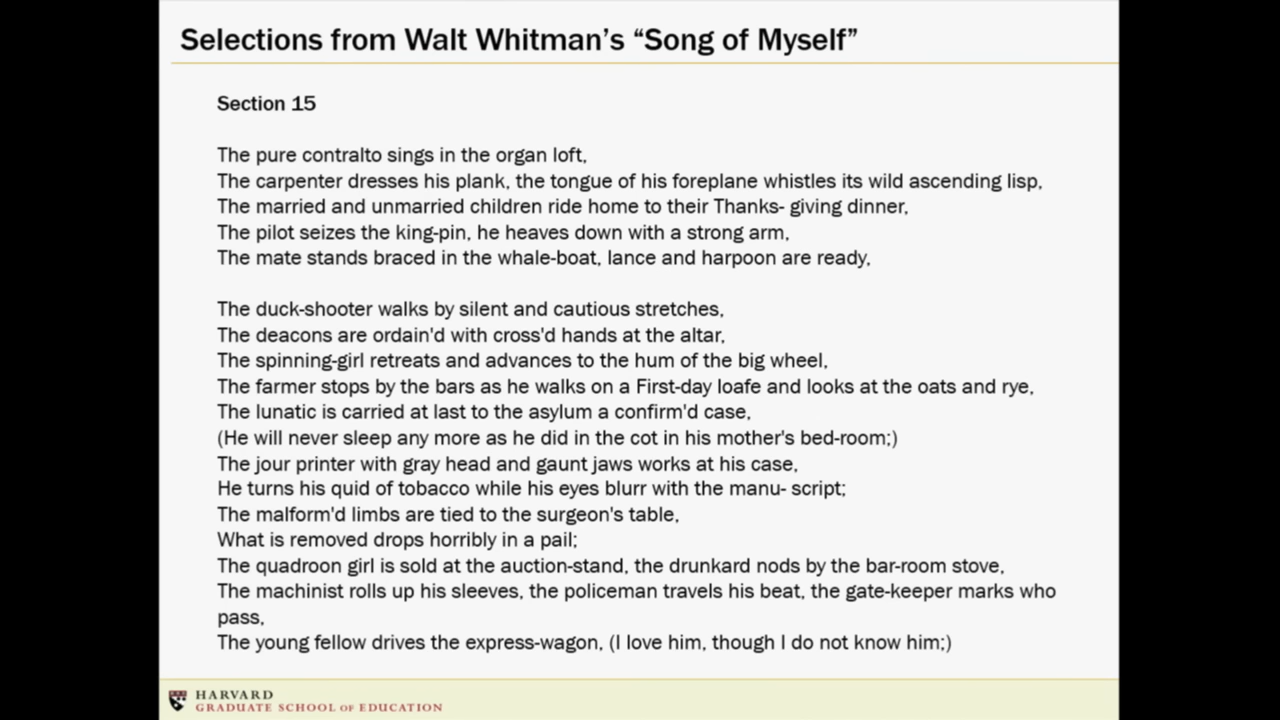 Selections from Walt Whitman’s “Song of Myself”
Section 15
The pure contralto sings in the organ loft,
The carpenter dresses his plank, the tongue of his foreplane whistles its wild ascending lisp,
The married and unmarried children ride home to their Thanks- giving dinner,
The pilot seizes the king-pin, he heaves down with a strong arm,
The mate stands braced in the whale-boat, lance and harpoon are ready,
The duck-shooter walks by silent and cautious stretches,
The deacons are ordain'd with cross'd hands at the altar,
The spinning-girl retreats and advances to the hum of the big wheel,
The farmer stops by the bars as he walks on a First-day loafe and looks at the oats and rye,
The lunatic is carried at last to the asylum a confirm'd case,
(He will never sleep any more as he did in the cot in his mother's bed-room;)
The jour printer with gray head and gaunt jaws works at his case,
He turns his quid of tobacco while his eyes blurr with the manu- script;
The malform'd limbs are tied to the surgeon's table,
What is removed drops horribly in a pail;
The quadroon girl is sold at the auction-stand, the drunkard nods by the bar-room stove,
The machinist rolls up his sleeves, the policeman travels his beat, the gate-keeper marks who
pass,
The young fellow drives the express-wagon, (I love him, though I do not know him;)
HARVARD
GRADUATE SCHOOL OF EDUCATION